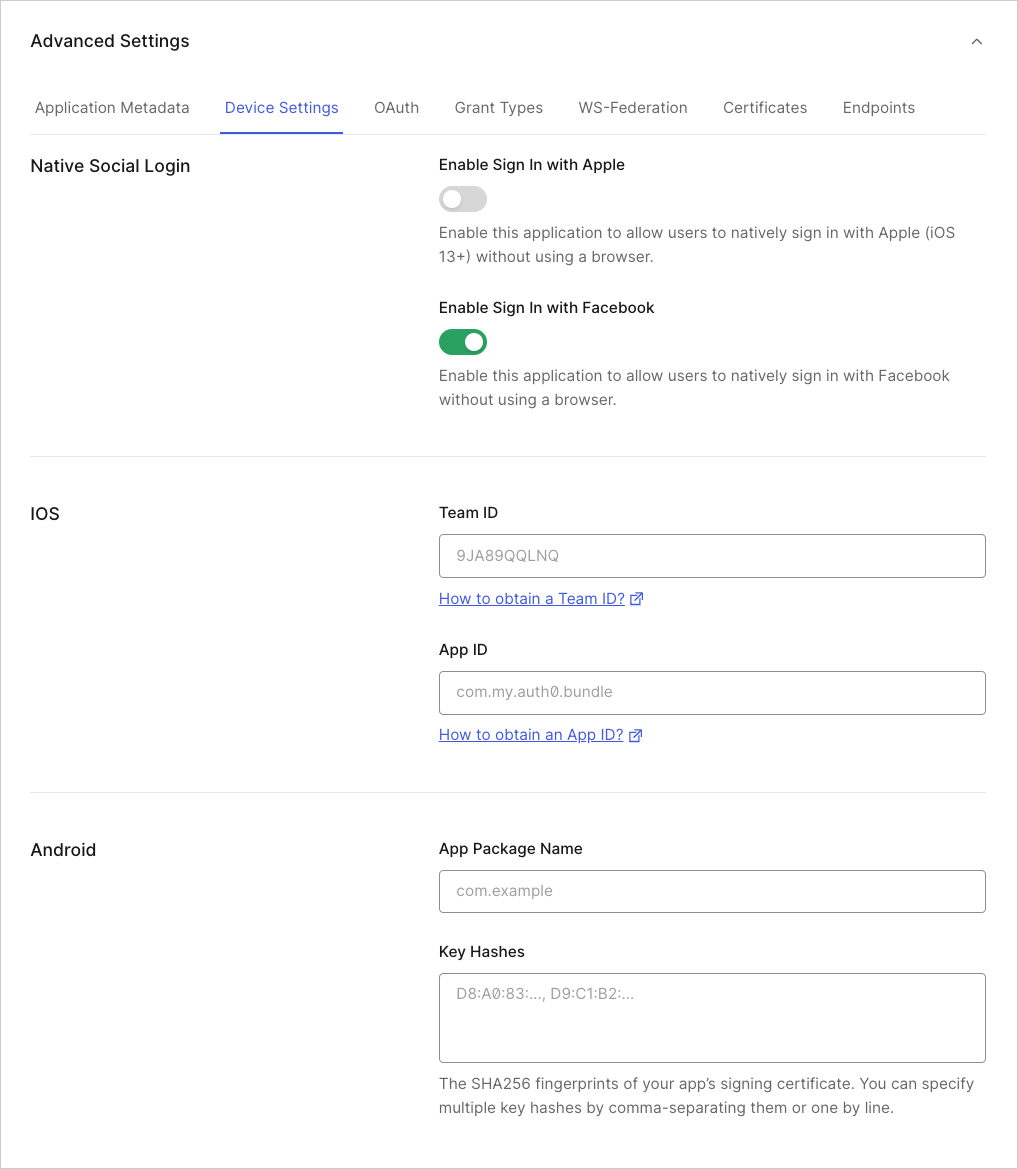 Advanced Settings
Application Metadata Device Settings OAuth Grant Types WS-Federation Certificates Endpoints
Native Social Login
Enable Sign In with Apple
Enable this application to allow users to natively sign in with Apple (iOS
13+) without using a browser.
Enable Sign In with Facebook
Enable this application to allow users to natively sign in with Facebook
without using a browser.
IOS
Team ID
9JA89QQLNQ
How to obtain a Team ID?
App ID
com.my.auth0.bundle
How to obtain an App ID?
Android
App Package Name
com.example
Key Hashes
D8:A0:83:..., D9:C1:B2:...
The SHA256 fingerprints of your app’s signing certificate. You can specify
multiple key hashes by comma-separating them or one by line.